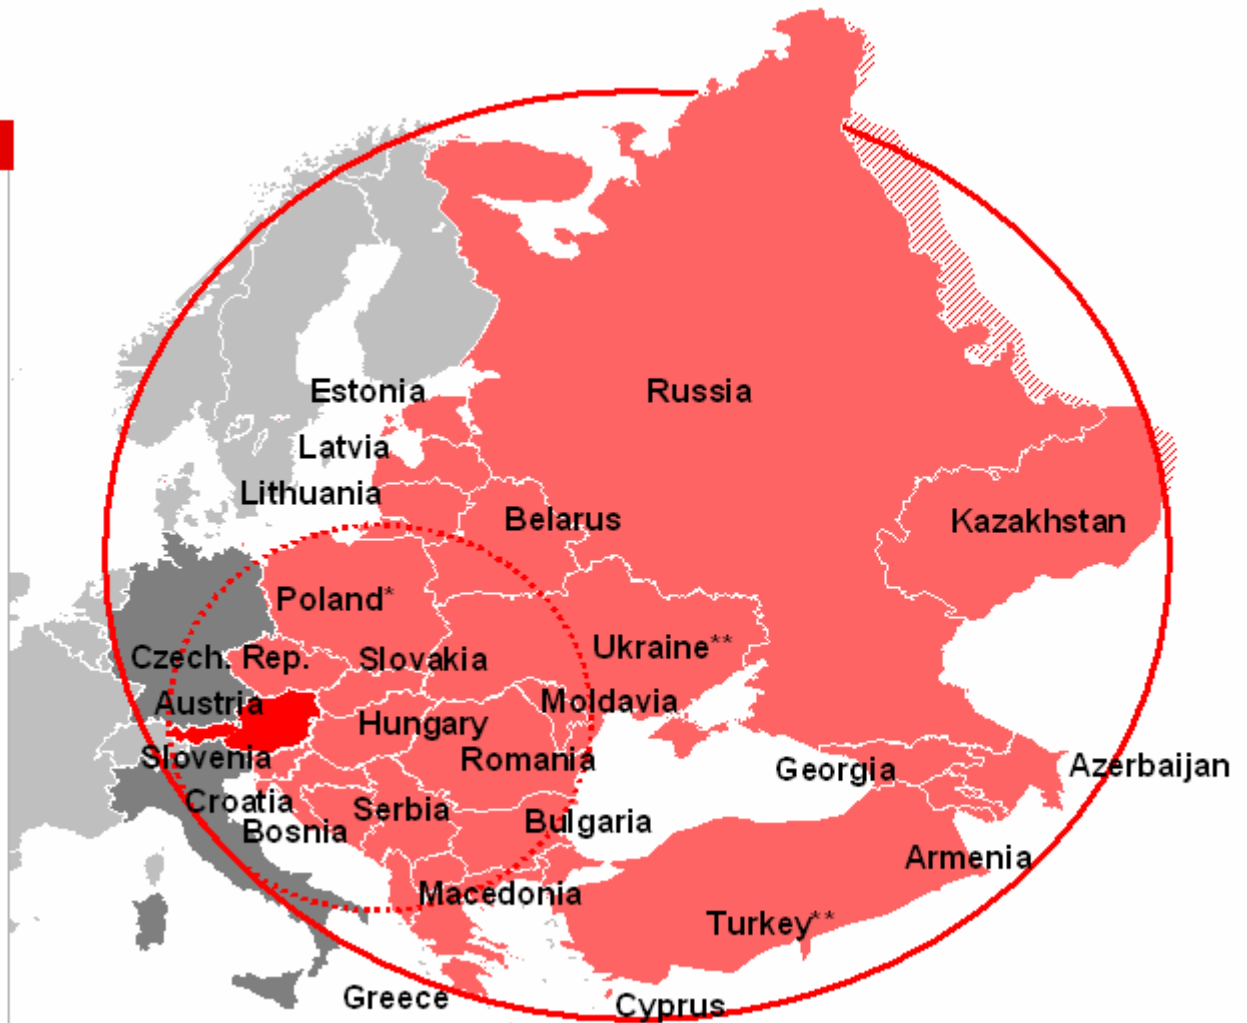 Estonia
Russia
Latvia
Lithuania
Belarus
Kazakhstan
Poland*
Ukraine**
Czech. Rep.
Slovakia
Austria
Moldavia
Hungary
Slovenia
Romania
Georgia
Azerbaijan
Croatia
Serbia
Bosnia
Bulgaria
Armenia
Macedonia
Turkey**
Greece
Cyprus